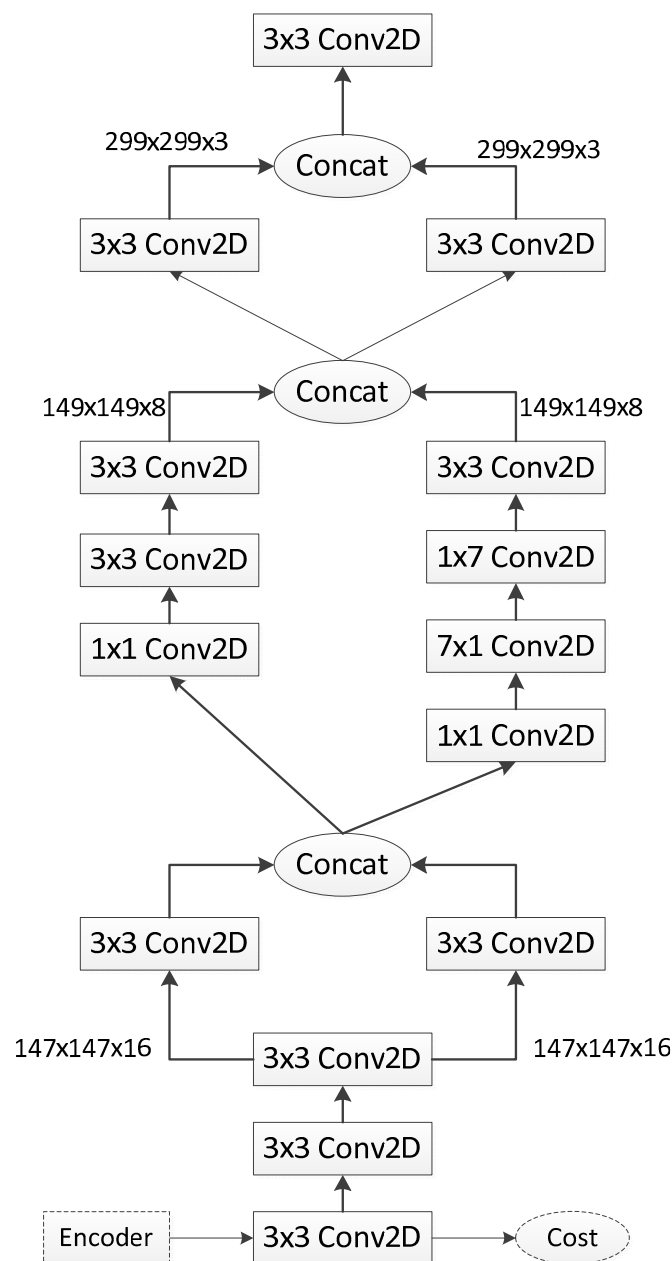 3x3 Conv2D
299x299x3
Concat
299x299x3
3x3 Conv2D
3x3 Conv2D
Concat
149x149x8
149x149x8
3x3 Conv2D
3x3 Conv2D
3x3 Conv2D
1x7 Conv2D
1x1 Conv2D
7x1 Conv2D
1x1 Conv2D
Concat
3x3 Conv2D
3x3 Conv2D
147x147x16
3x3 Conv2D
147x147x16
3x3 Conv2D
Encoder
3x3 Conv2D
Cost